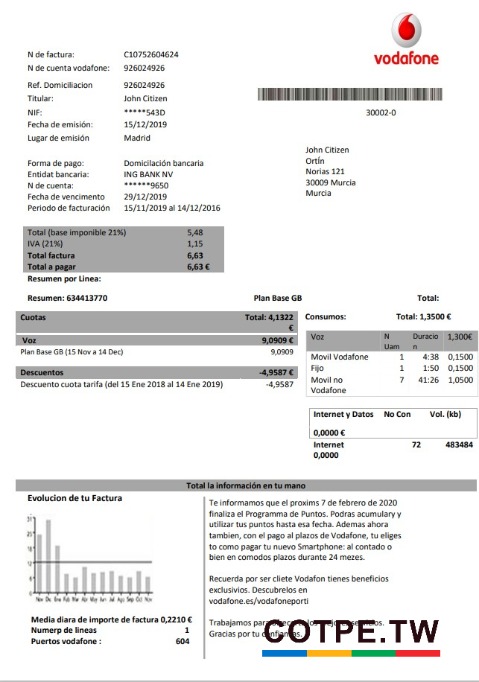 vodafone
N de factura: C10752604624
N de cuenta vodafone: 926024926
Ref. Domiciliacion 926024926
Titular: John Citizen
NIF: *****543D
Fecha de emisión: 15/12/2019
Lugar de emisión Madrid
30002-0
John Citizen
Ortín
Norias 121
30009 Murcia
Murcia
Forma de pago: Domcilación bancaria
Entidat bancaria: ING BANK NV
N de cuenta: ******9650
Fecha de vencimento 29/12/2019
Periodo de facturación 15/11/2019 al 14/12/2016
Total (base imponible 21%) 5,48
IVA (21%) 1,15
Total factura 6,63
Total a pagar 6,63 €
Resumen por Linea:
Resumen: 634413770 Plan Base GB Total:
Cuotas Total: 4,1322 €
Voz 9,0909 €
Plan Base GB (15 Nov a 14 Dec) 9,0909
Descuentos -4,9587 €
Descuento cuota tarifa (del 15 Ene 2018 al 14 Ene 2019) -4,9587
Consumos: Total: 1,3500 €
Voz N Uam Duracio n 1,300€
Movil Vodafone 1 4:38 0,1500
Fijo 1 1:50 0,1500
Movil no Vodafone 7 41:26 1,0500
Internet y Datos No Con Vol. (kb)
0,0000 €
Internet 72 483484
0,0000
Total la información en tu mano
Evolucion de tu Factura
Media diara de importe de factura 0,2210 €
Numerp de lineas 1
Puertos vodafone : 604
Te informamos que el proxims 7 de febrero de 2020
finaliza el Programa de Puntos. Podras acumulary y
utilizar tus puntos hasta esa fecha. Ademas ahora
tambien, con el pago al plazos de Vodafone, tu eliges
to como pagar tu nuevo Smartphone: al contado o
bien en comodos plazos durante 24 meses.
Recuerda por ser cliete Vodafon tienes beneficios
exclusivios. Descubrelos en
vodafone.es/vodafoneporti
Trabajamos para
Gracias por tu
COTPE.TW